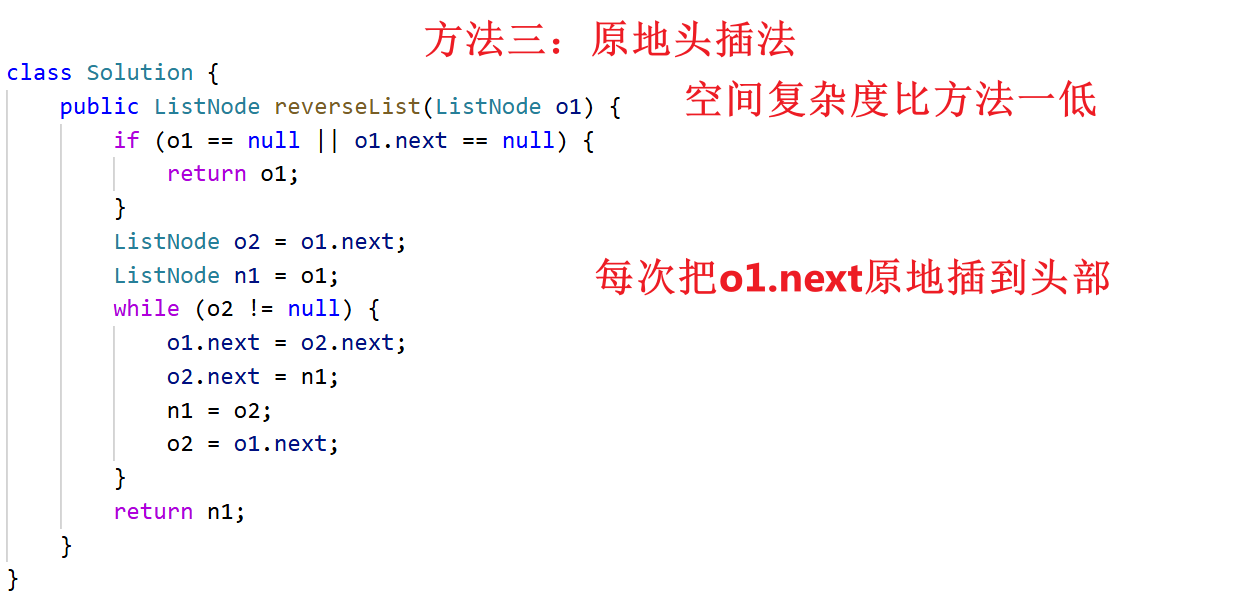 方法三：原地头插法
class Solution {
空间复杂度比方法一低
public ListNode reverseList(ListNode o1) {
if (o1 == null || o1.next == null) {
return o1;
}
ListNode o2 = o1.next;
ListNode n1 = o1;
每次把o1.next原地插到头部
while (o2 != null) {
o1.next = o2.next;
o2.next = n1;
n1 = o2;
o2 = o1.next;
}
return n1;
}
}